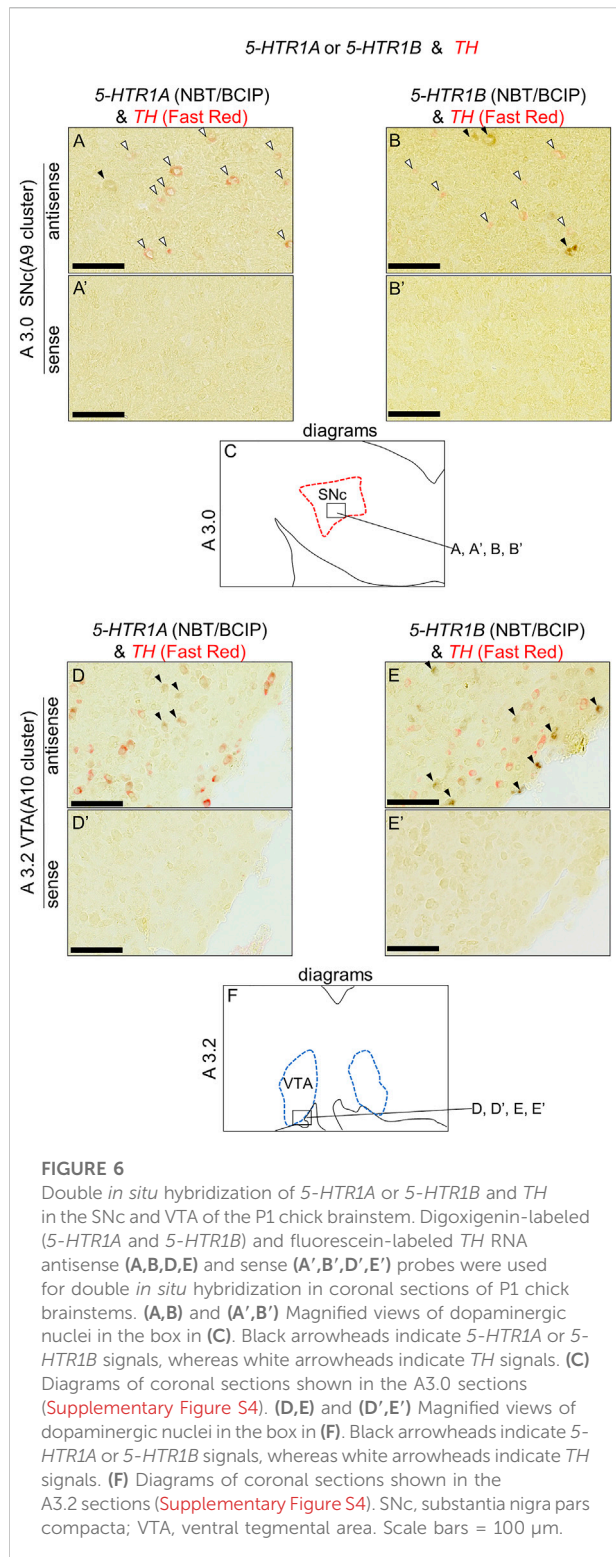 5-HTR1A or 5-HTR1B & TH
5-HTR1A (NBT/BCIP)
& TH (Fast Red)
5-HTR1B (NBT/BCIP)
& TH (Fast Red)
A 3.0 SNc(A9 cluster)
antisense
sense
A
B
A’
B’
diagrams
C
SNc
A 3.0
A, A’, B, B’
5-HTR1A (NBT/BCIP)
& TH (Fast Red)
5-HTR1B (NBT/BCIP)
& TH (Fast Red)
A 3.2 VTA(A10 cluster)
antisense
sense
D
E
D’
E’
diagrams
F
VTA
A 3.2
D, D’, E, E’
FIGURE 6
Double in situ hybridization of 5-HTR1A or 5-HTR1B and TH
in the SNc and VTA of the P1 chick brainstem. Digoxigenin-labeled
(5-HTR1A and 5-HTR1B) and fluorescein-labeled TH RNA
antisense (A,B,D,E) and sense (A’,B’,D’,E’) probes were used
for double in situ hybridization in coronal sections of P1 chick
brainstems. (A,B) and (A’,B’) Magnified views of dopaminergic
nuclei in the box in (C). Black arrowheads indicate 5-HTR1A or 5-
HTR1B signals, whereas white arrowheads indicate TH signals. (C)
Diagrams of coronal sections shown in the A3.0 sections
(Supplementary Figure S4). (D,E) and (D’,E’) Magnified views of
dopaminergic nuclei in the box in (F). Black arrowheads indicate 5-
HTR1A or 5-HTR1B signals, whereas white arrowheads indicate TH
signals. (F) Diagrams of coronal sections shown in the
A3.2 sections (Supplementary Figure S4). SNc, substantia nigra pars
compacta; VTA, ventral tegmental area. Scale bars = 100 μm.